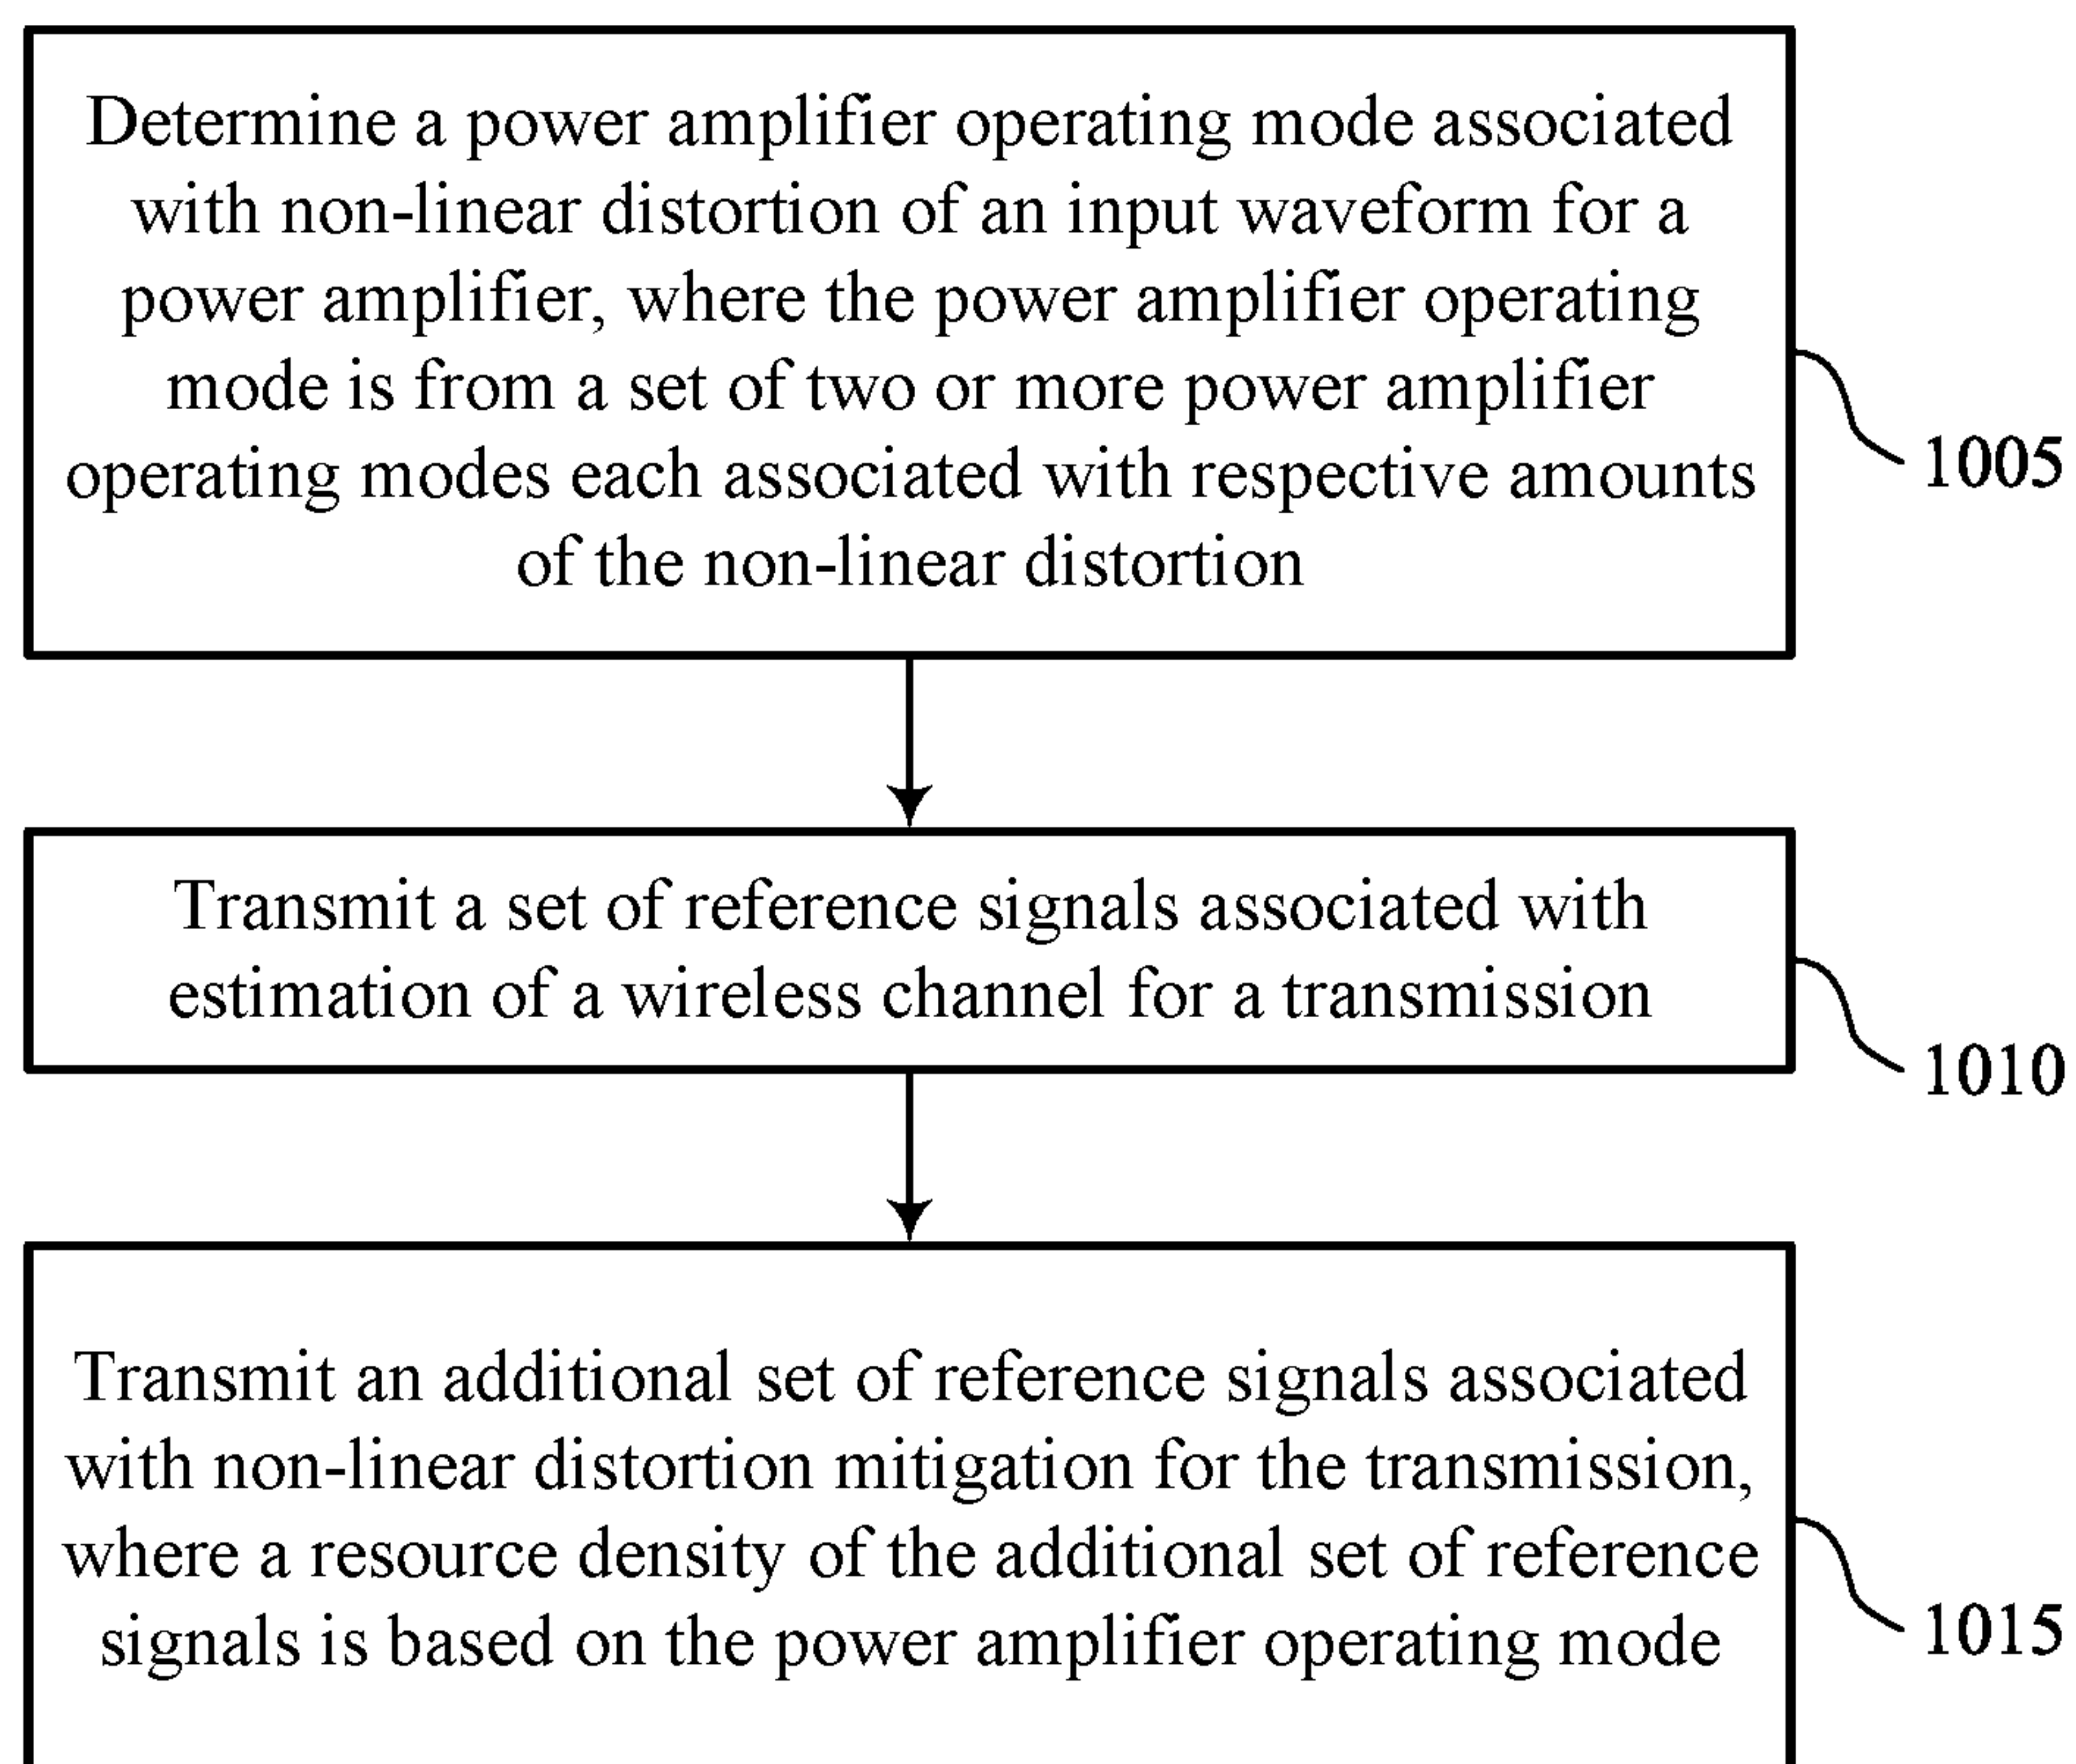 Determine a power amplifier operating mode associated
with non-linear distortion of an input waveform for a
power amplifier, where the power amplifier operating
mode is from a set of two or more power amplifier
operating modes each associated with respective amounts
of the non-linear distortion
1005
Transmit a set of reference signals associated with
estimation of a wireless channel for a transmission
1010
Transmit an additional set of reference signals associated
with non-linear distortion mitigation for the transmission,
where a resource density of the additional set of reference
signals is based on the power amplifier operating mode
1015